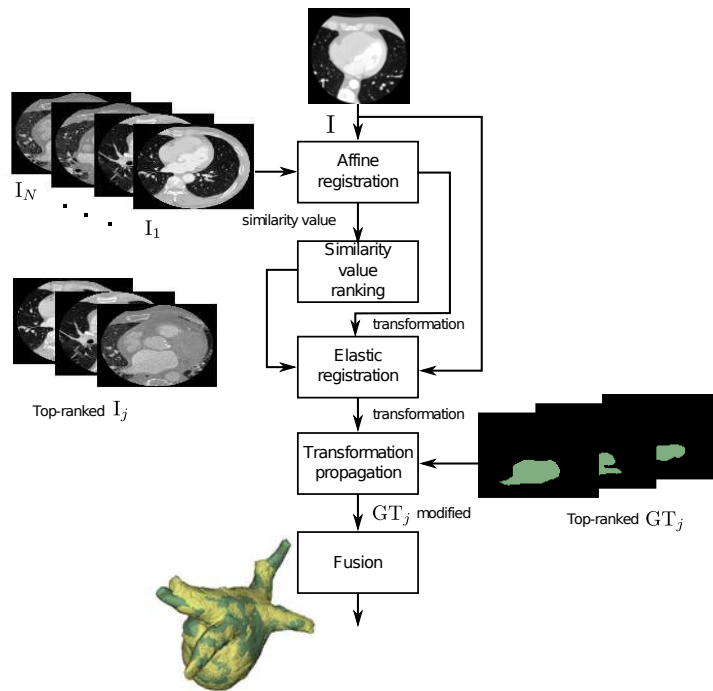 I
Affine
registration
I_N
. . .
I_1
similarity value
Similarity
value
ranking
transformation
Elastic
registration
Top-ranked I_j
transformation
Transformation
propagation
GT_j modified
Top-ranked GT_j
Fusion